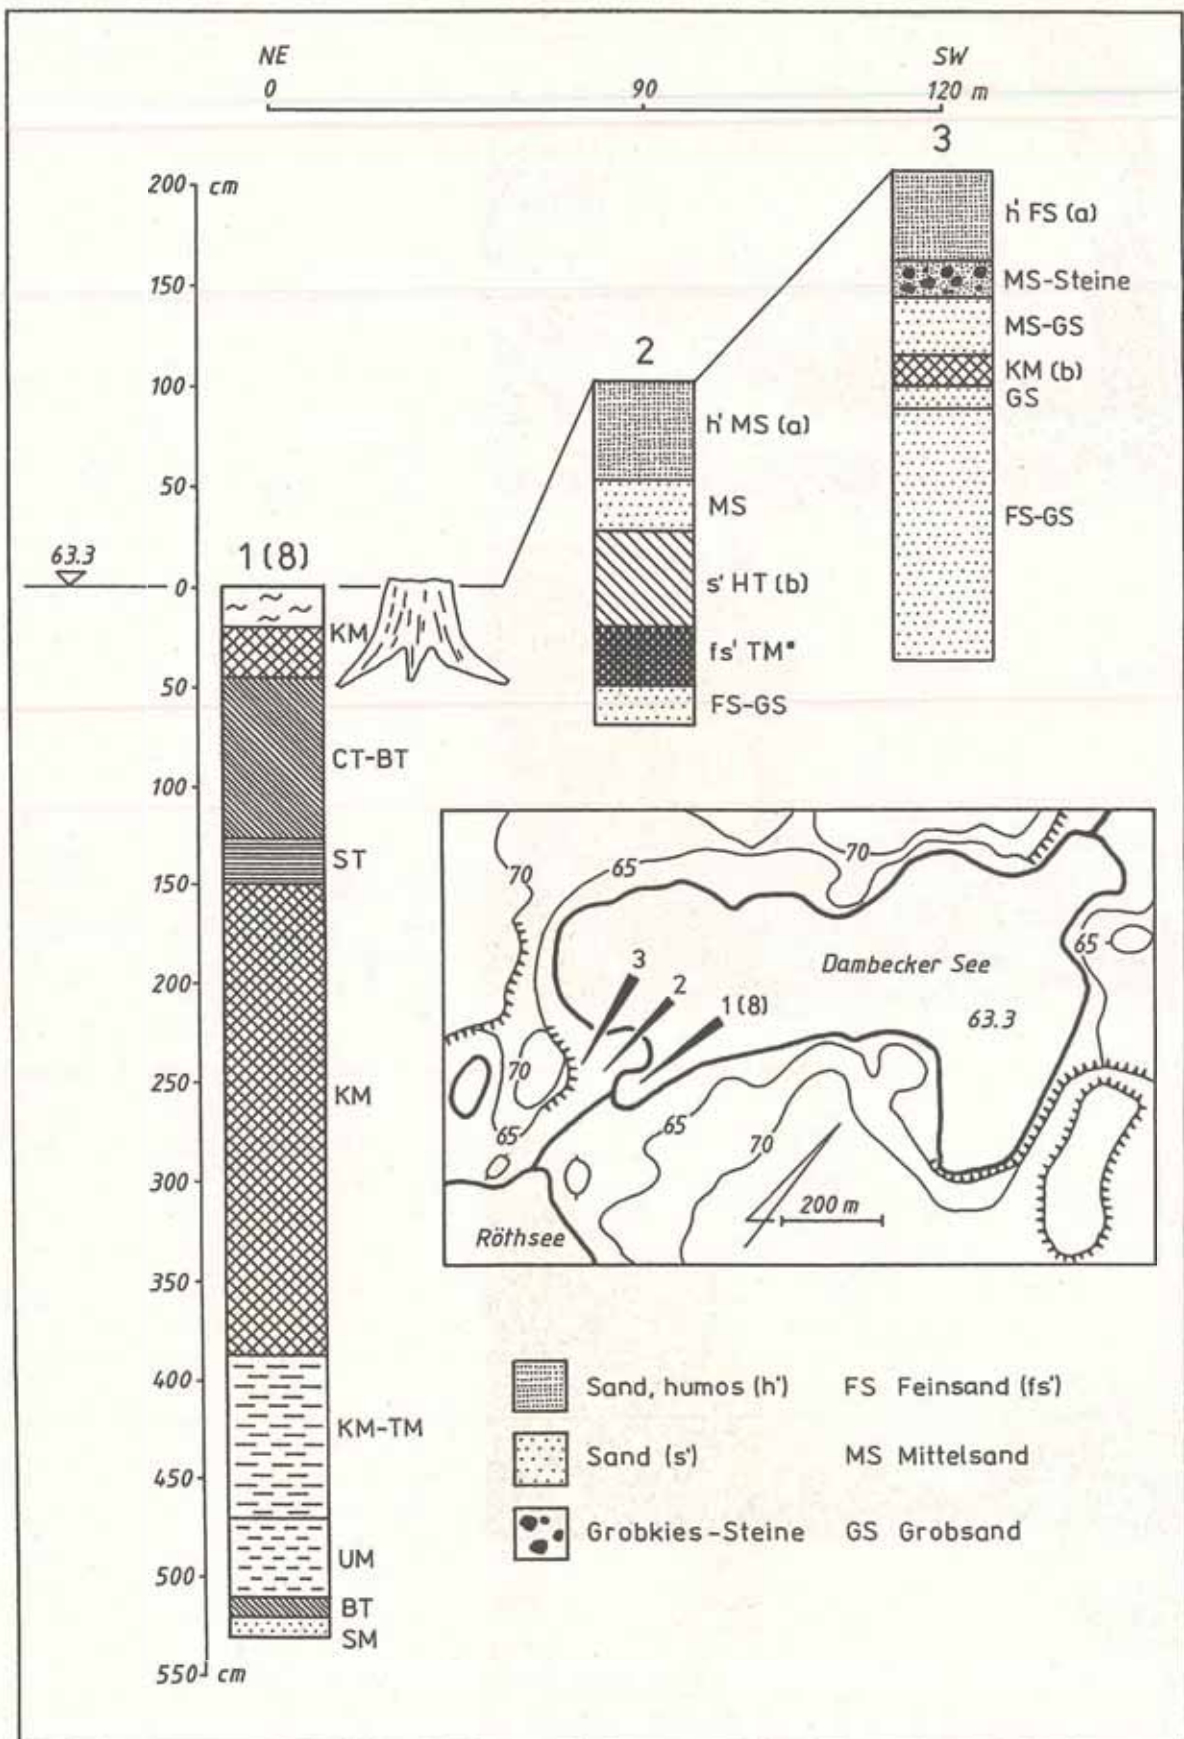 NE SW
0 90 120 m
3
200 cm
h' FS (a)
150
MS-Steine
MS-GS
2
100
KM (b)
GS
h' MS (a)
50
MS
FS-GS
63.3
1 (8)
0
s' HT (b)
KM
fs' TM*
50
FS-GS
CT-BT
100
ST
150
200
KM
250
300
350
400
KM-TM
450
UM
500
BT
SM
550 cm
70
65
70
65
3
2
1 (8)
Dambecker See
63.3
70
65
65
70
200 m
Röthsee
Sand, humos (h') FS Feinsand (fs')
Sand (s') MS Mittelsand
Grobkies-Steine GS Grobsand